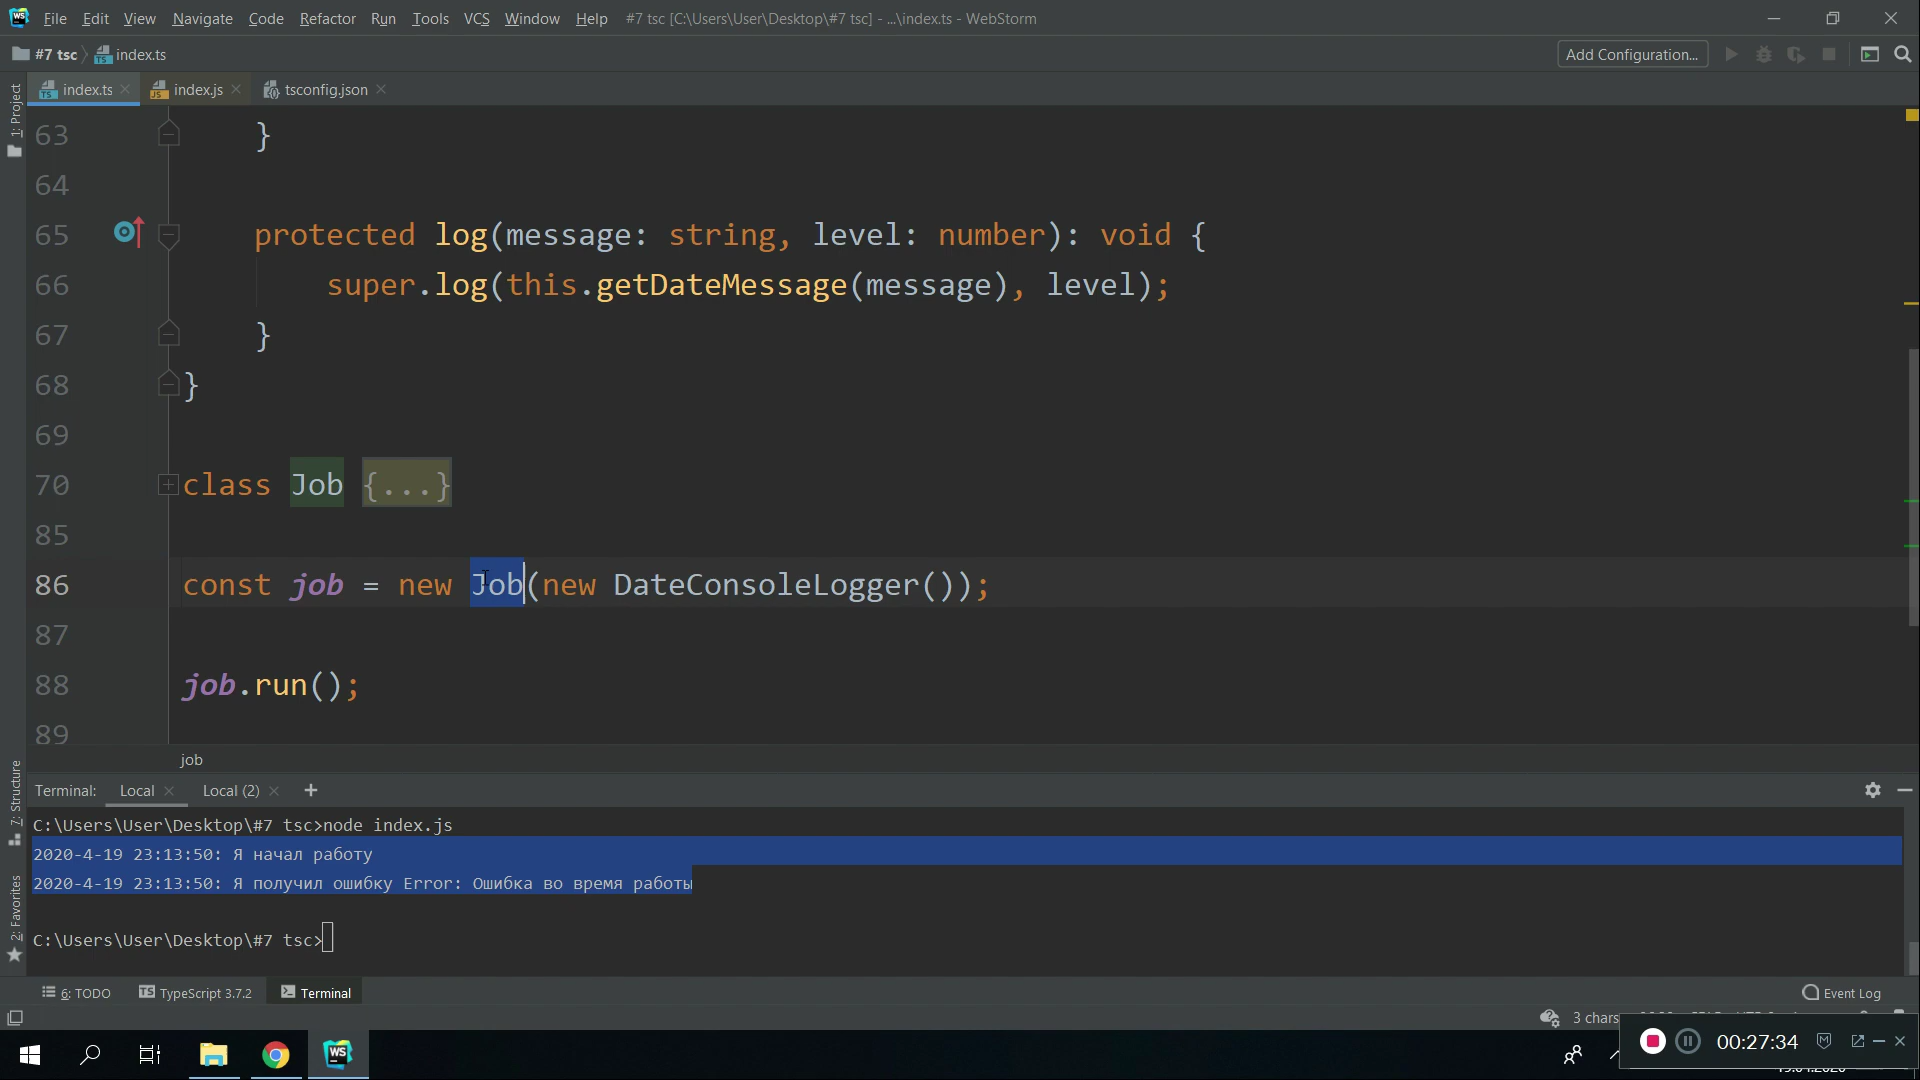 File Edit View Navigate Code Refactor Run Tools VCS Window Help #7 tsc [C:\Users\User\Desktop\#7 tsc] - ...\index.ts - WebStorm
#7 tsc index.ts Add Configuration...
index.ts index.js tsconfig.json
1: Project
63 }
64
65 protected log(message: string, level: number): void {
66 super.log(this.getDateMessage(message), level);
67 }
68 }
69
70 class Job {...}
85
86 const job = new Job(new DateConsoleLogger());
87
88 job.run();
89
job
7: Structure
2: Favorites
Terminal: Local Local (2) +
C:\Users\User\Desktop\#7 tsc>node index.js
2020-4-19 23:13:50: Я начал работу
2020-4-19 23:13:50: Я получил ошибку Error: Ошибка во время работы
C:\Users\User\Desktop\#7 tsc>
6: TODO TypeScript 3.7.2 Terminal Event Log
3 chars
00:27:34